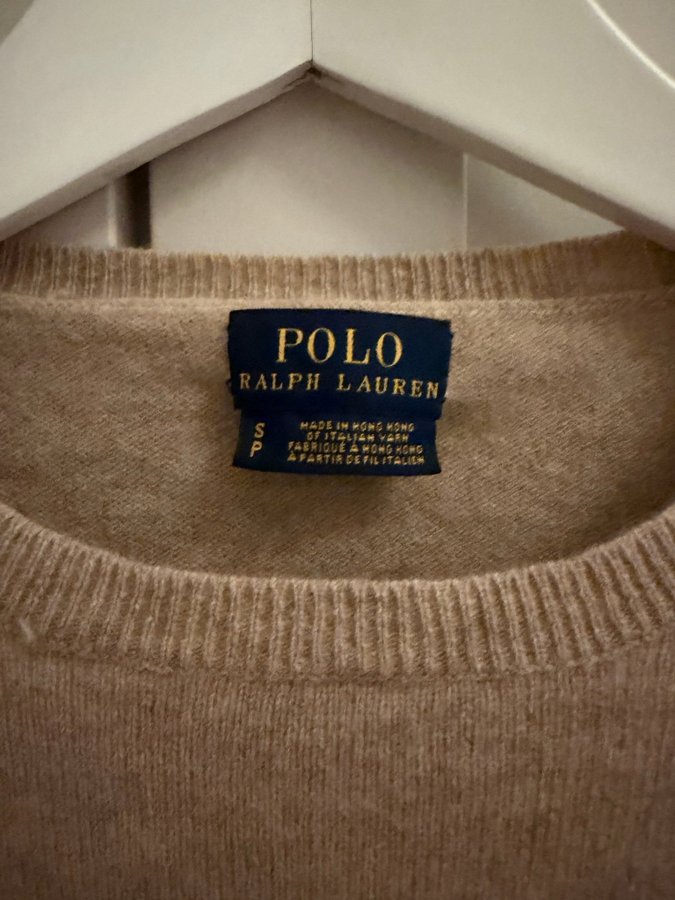 POLO
RALPH LAUREN
S
P
MADE IN HONG KONG
OF ITALIAN YARN
FABRIQUÉ À HONG KONG
À PARTIR DE FIL ITALIEN